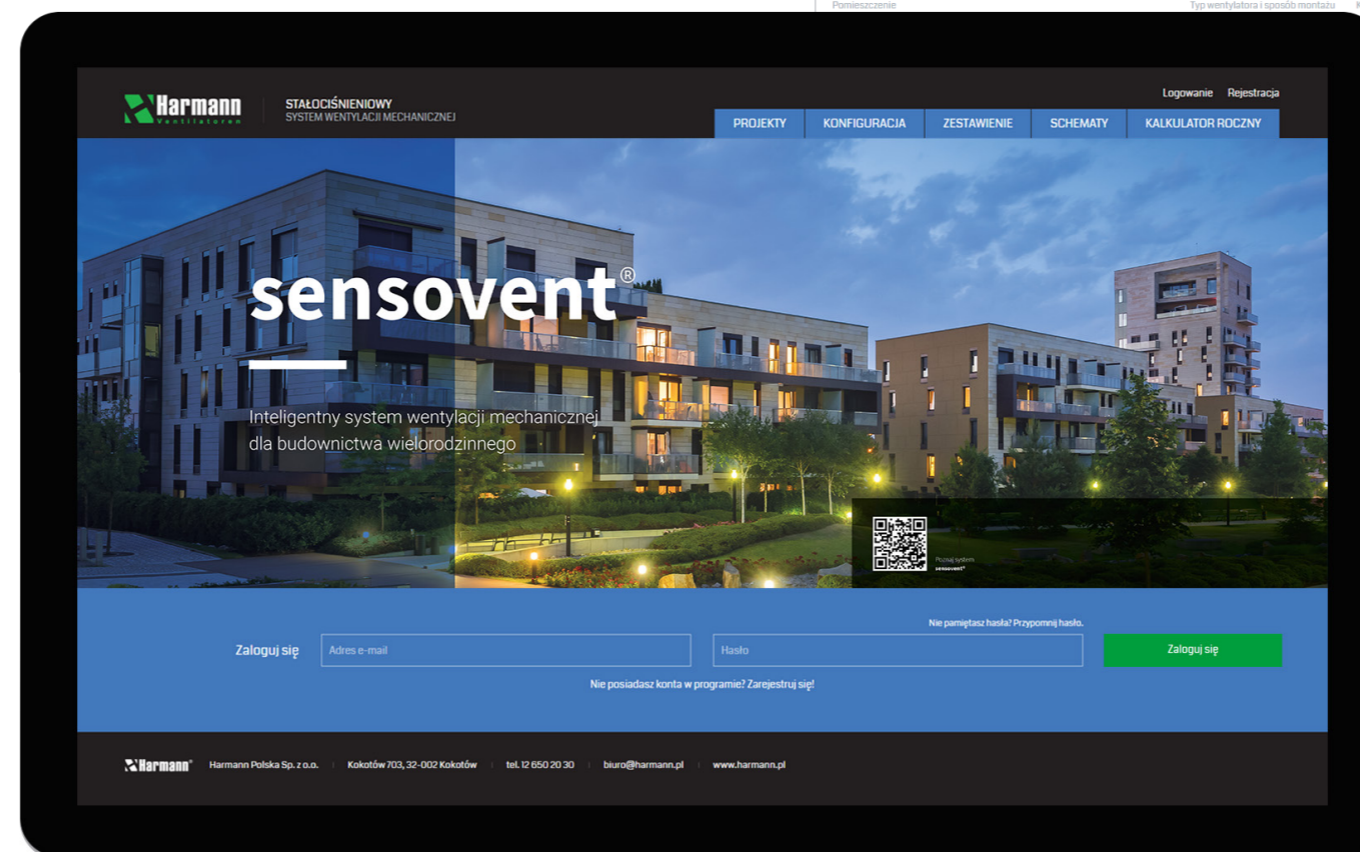 Pomieszczenie
Typ wentylatora i sposób montażu
Harmann
Ventilatoren
STAŁOCIŚNIENIOWY
SYSTEM WENTYLACJI MECHANICZNEJ
Logowanie Rejestracja
PROJEKTY KONFIGURACJA ZESTAWIENIE SCHEMATY KALKULATOR ROCZNY
sensovent®
Inteligentny system wentylacji mechanicznej
dla budownictwa wielorodzinnego
Poznaj system
sensovent®
Nie pamiętasz hasła? Przypomnij hasło.
Zaloguj się Adres e-mail Hasło Zaloguj się
Nie posiadasz konta w programie? Zarejestruj się!
Harmann® Harmann Polska Sp. z o.o. | Kokotów 703, 32-002 Kokotów | tel. 12 650 20 30 | biuro@harmann.pl | www.harmann.pl